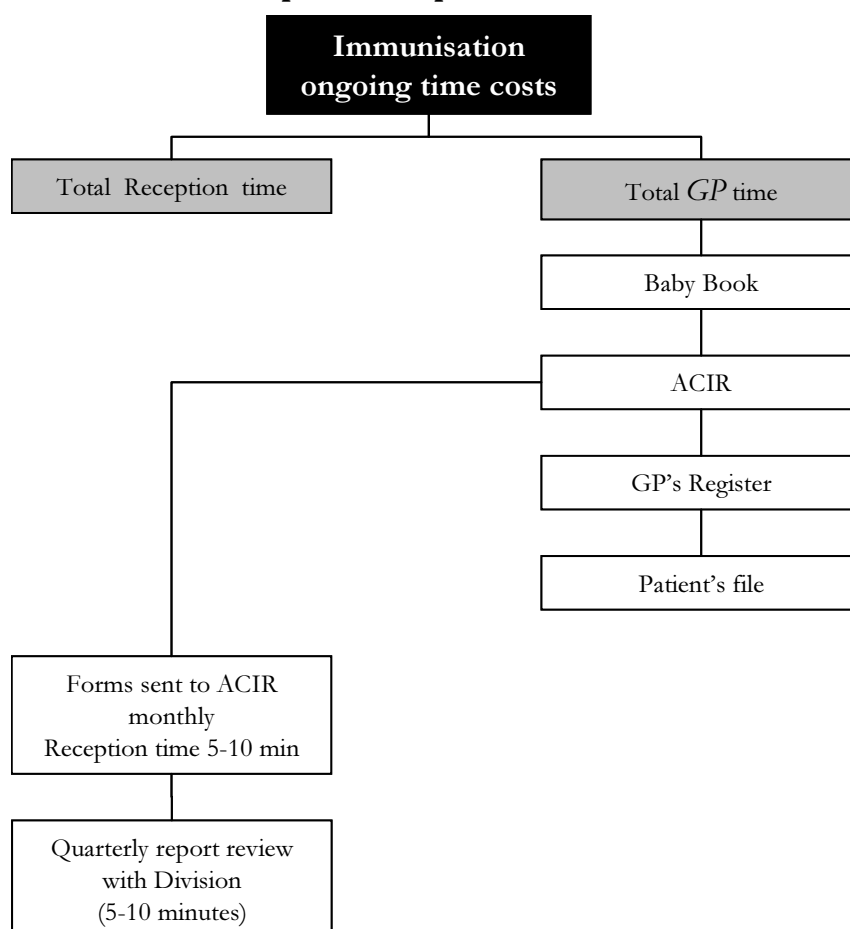 Immunisation
ongoing time costs
Total Reception time
Total GP time
Baby Book
ACIR
GP's Register
Patient's file
Forms sent to ACIR
monthly
Reception time 5-10 min
Quarterly report review
with Division
(5-10 minutes)